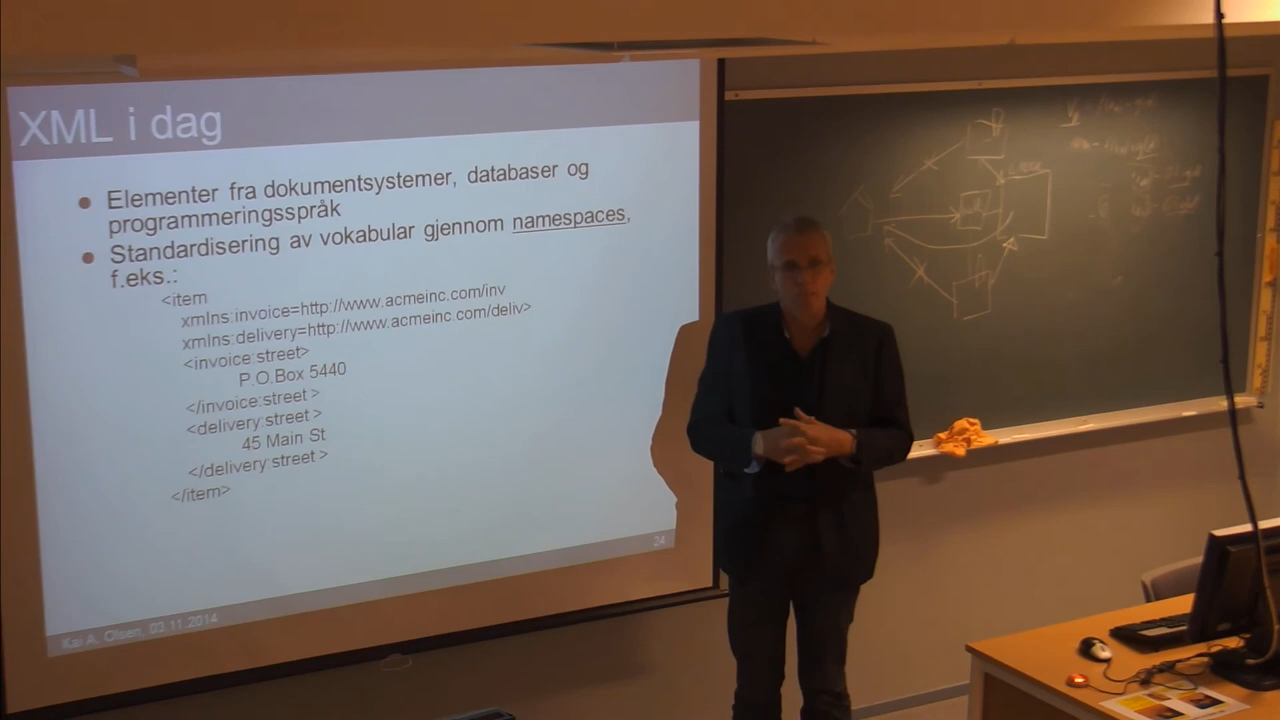 XML i dag
Elementer fra dokumentsystemer, databaser og
programmeringsspråk
Standardisering av vokabular gjennom namespaces,
f.eks.:
<item
xmlns:invoice=http://www.acmeinc.com/inv
xmlns:delivery=http://www.acmeinc.com/deliv>
<invoice:street>
P.O.Box 5440
</invoice:street >
<delivery:street >
45 Main St
</delivery:street >
</item>
24
Kai A. Olsen, 03.11.2014